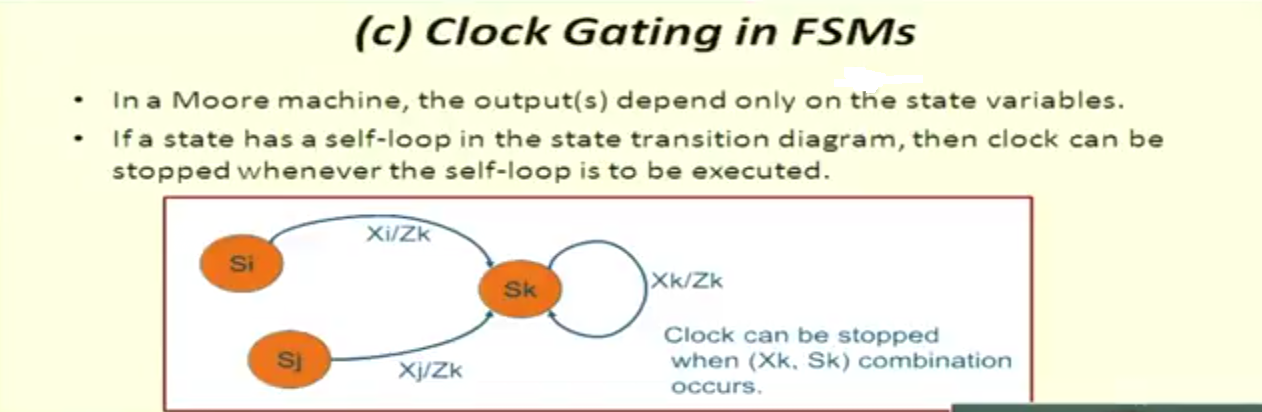 (c) Clock Gating in FSMs
• In a Moore machine, the output(s) depend only on the state variables.
• If a state has a self-loop in the state transition diagram, then clock can be
stopped whenever the self-loop is to be executed.
Xi/Zk
Si
Sk
Xk/Zk
Sj
Xj/Zk
Clock can be stopped
when (Xk, Sk) combination
occurs.